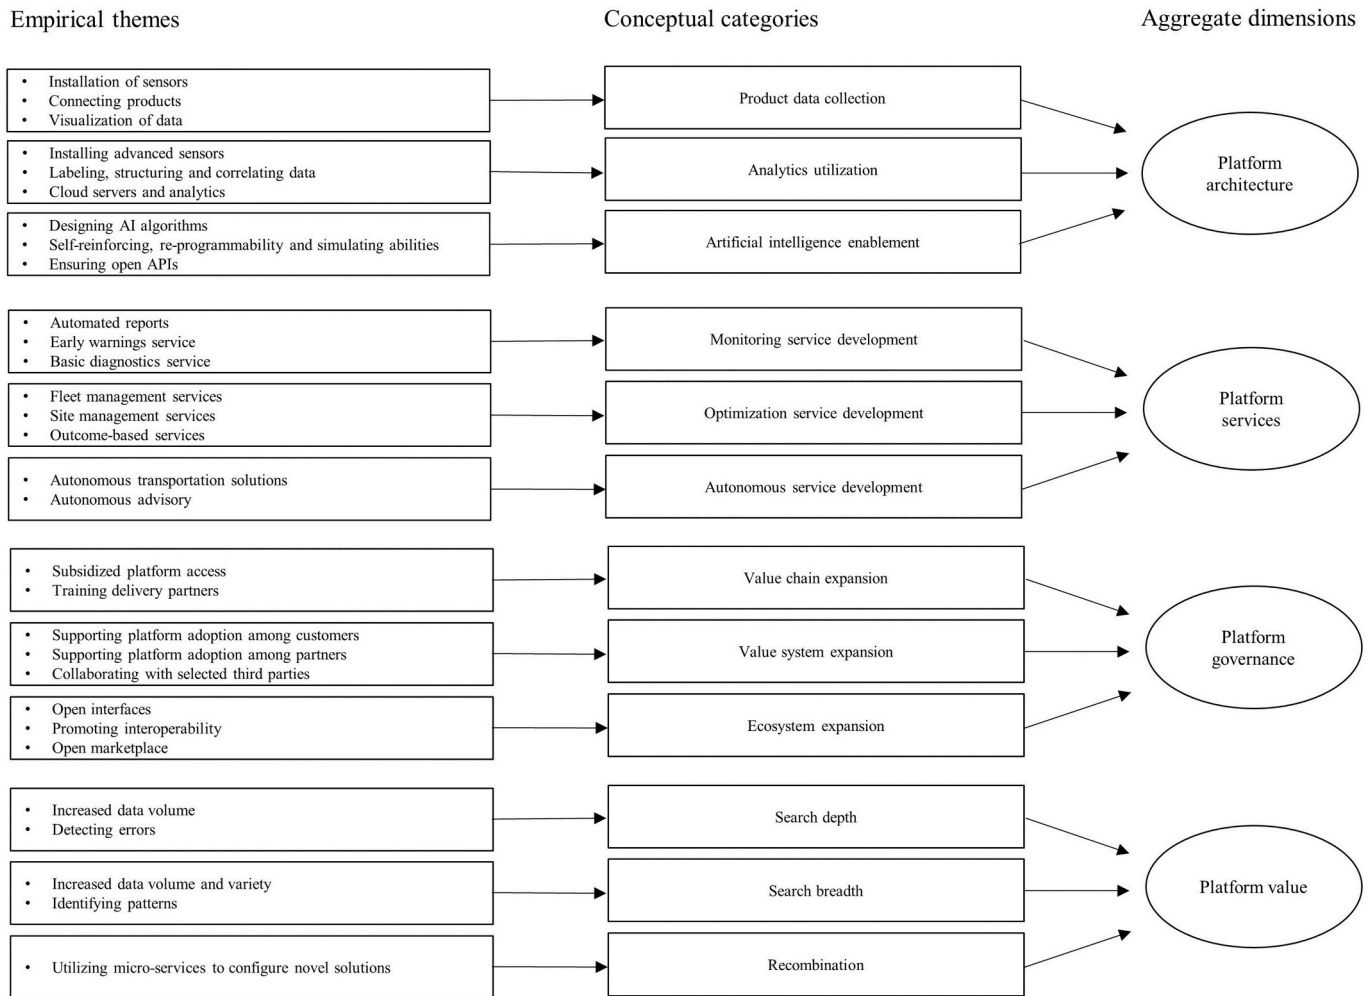 Empirical themes
Conceptual categories
Aggregate dimensions
• Installation of sensors
• Connecting products
• Visualization of data
Product data collection
• Installing advanced sensors
• Labeling, structuring and correlating data
• Cloud servers and analytics
Analytics utilization
• Designing AI algorithms
• Self-reinforcing, re-programmability and simulating abilities
• Ensuring open APIs
Artificial intelligence enablement
Platform
architecture
• Automated reports
• Early warnings service
• Basic diagnostics service
Monitoring service development
• Fleet management services
• Site management services
• Outcome-based services
Optimization service development
• Autonomous transportation solutions
• Autonomous advisory
Autonomous service development
Platform
services
• Subsidized platform access
• Training delivery partners
Value chain expansion
• Supporting platform adoption among customers
• Supporting platform adoption among partners
• Collaborating with selected third parties
Value system expansion
• Open interfaces
• Promoting interoperability
• Open marketplace
Ecosystem expansion
Platform
governance
• Increased data volume
• Detecting errors
Search depth
• Increased data volume and variety
• Identifying patterns
Search breadth
• Utilizing micro-services to configure novel solutions
Recombination
Platform value